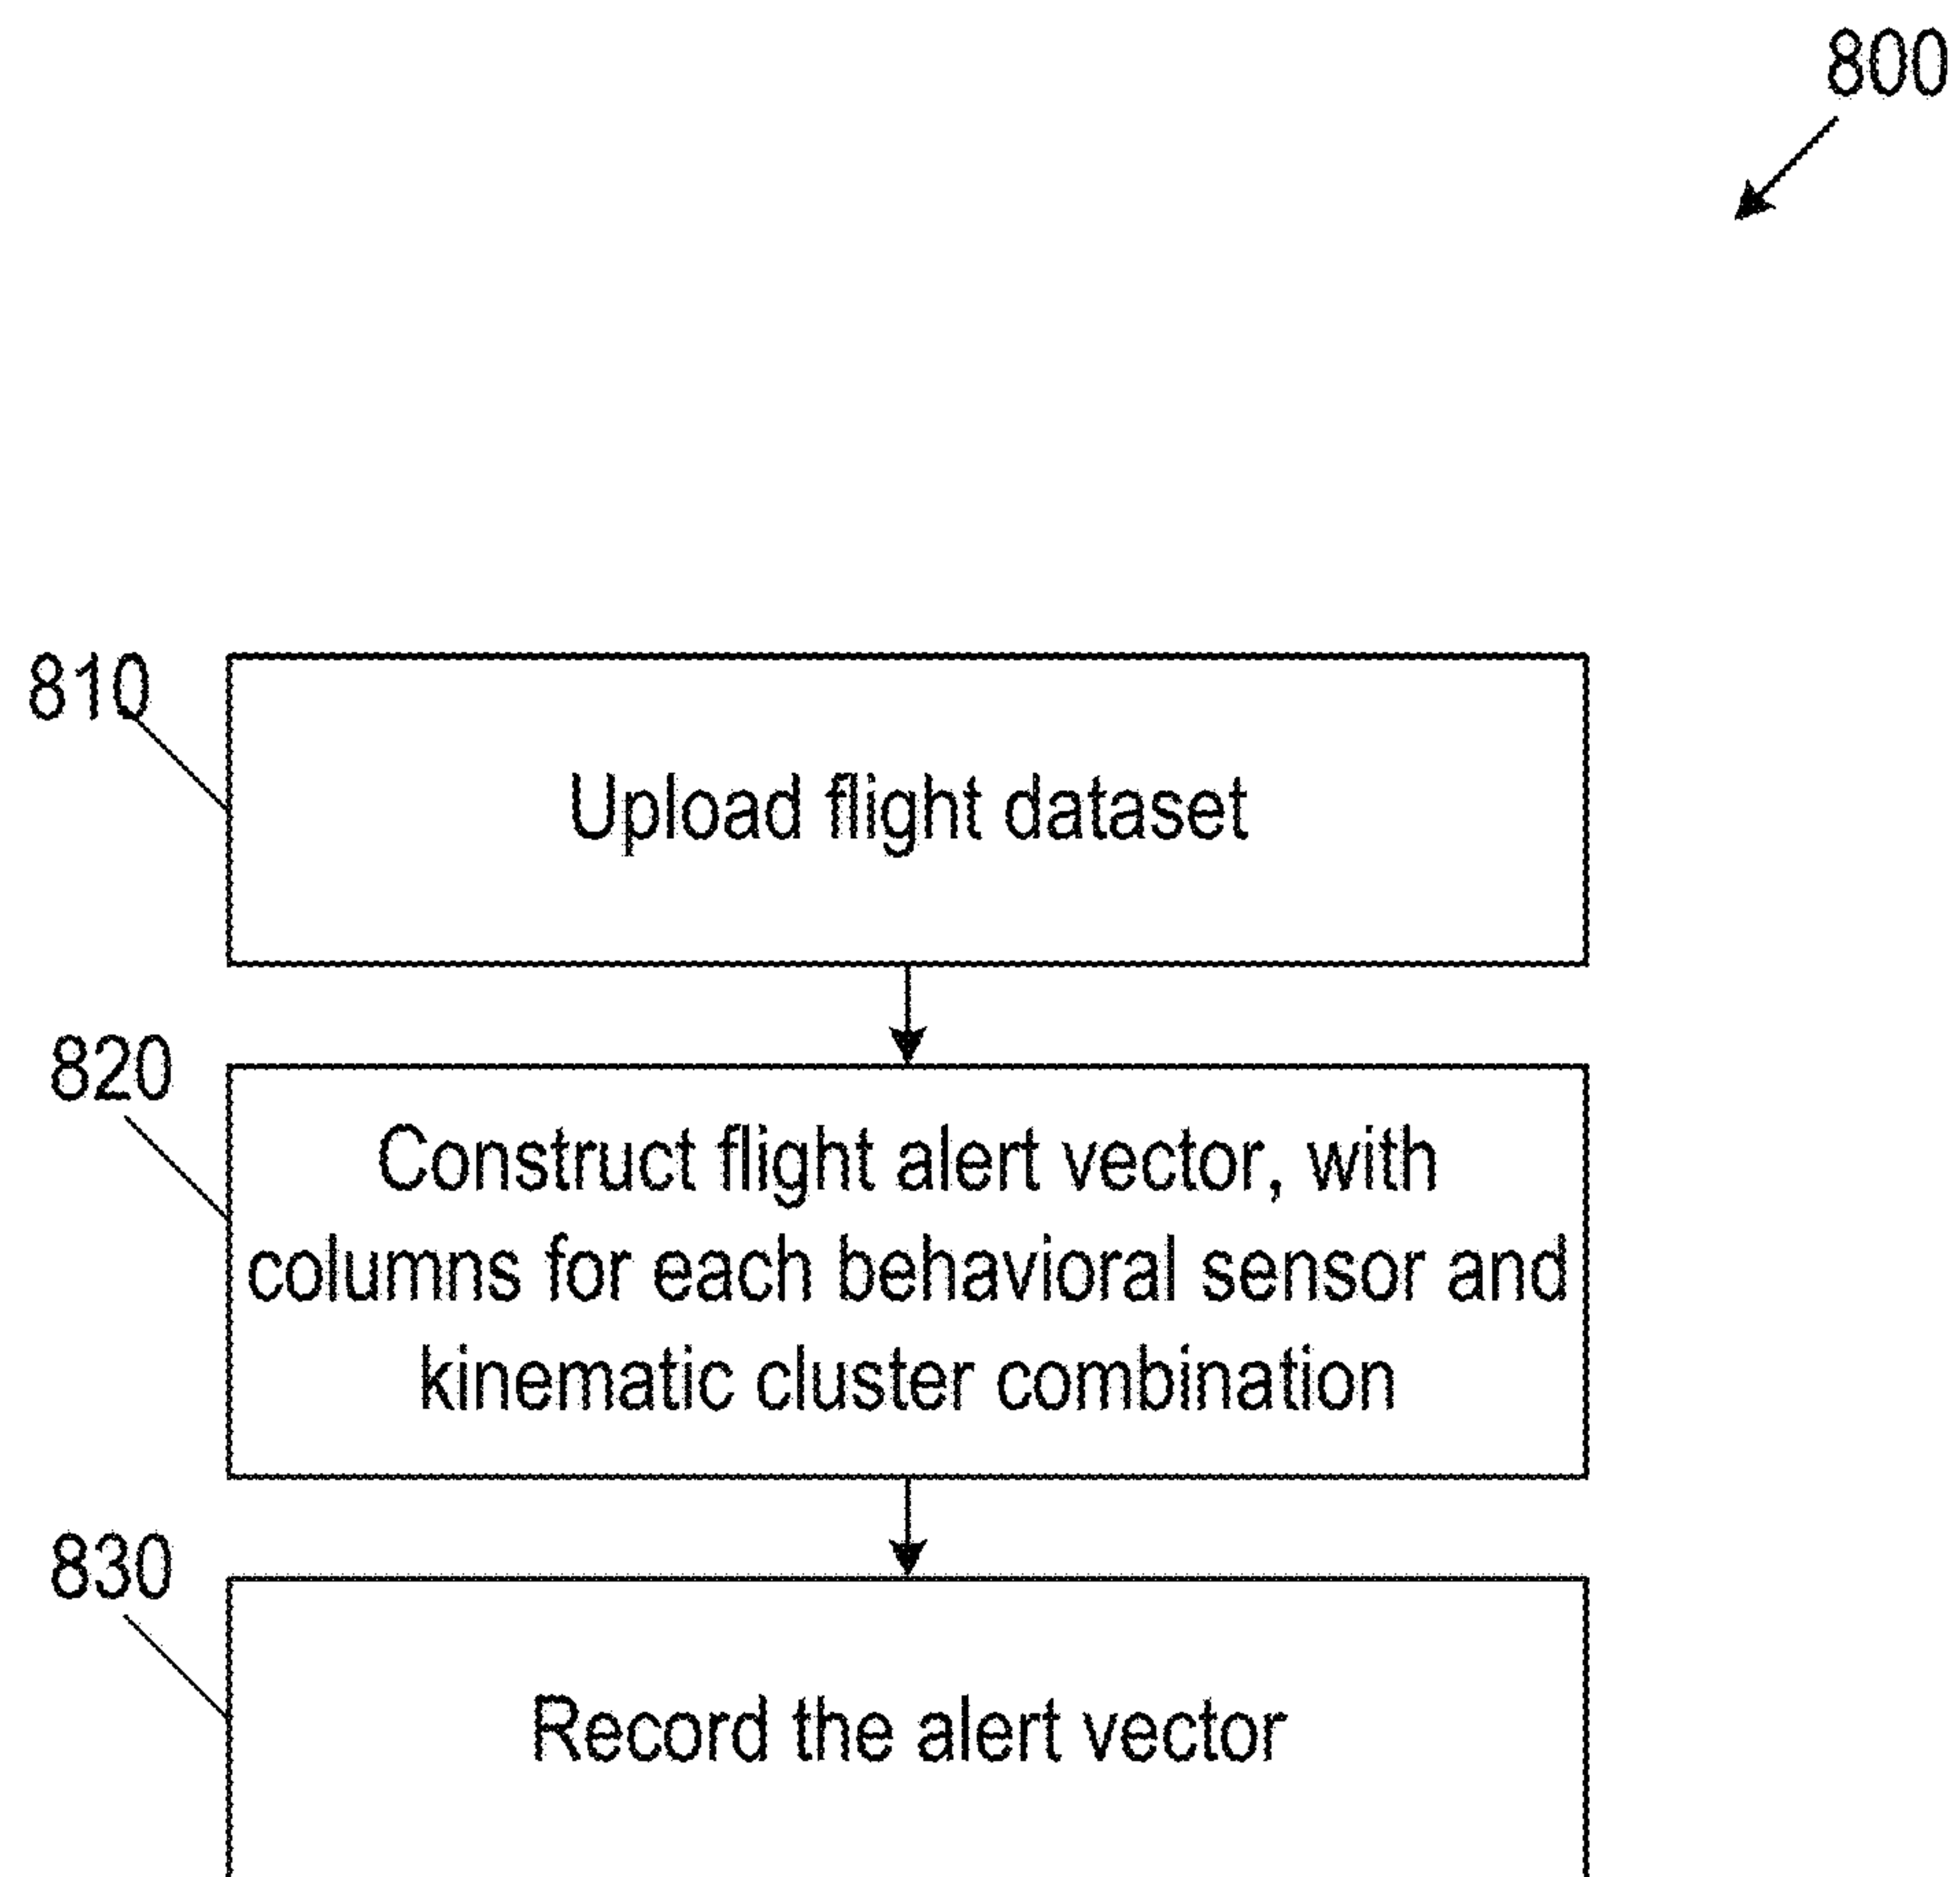 800
810
Upload flight dataset
820
Construct flight alert vector, with
columns for each behavioral sensor and
kinematic cluster combination
830
Record the alert vector